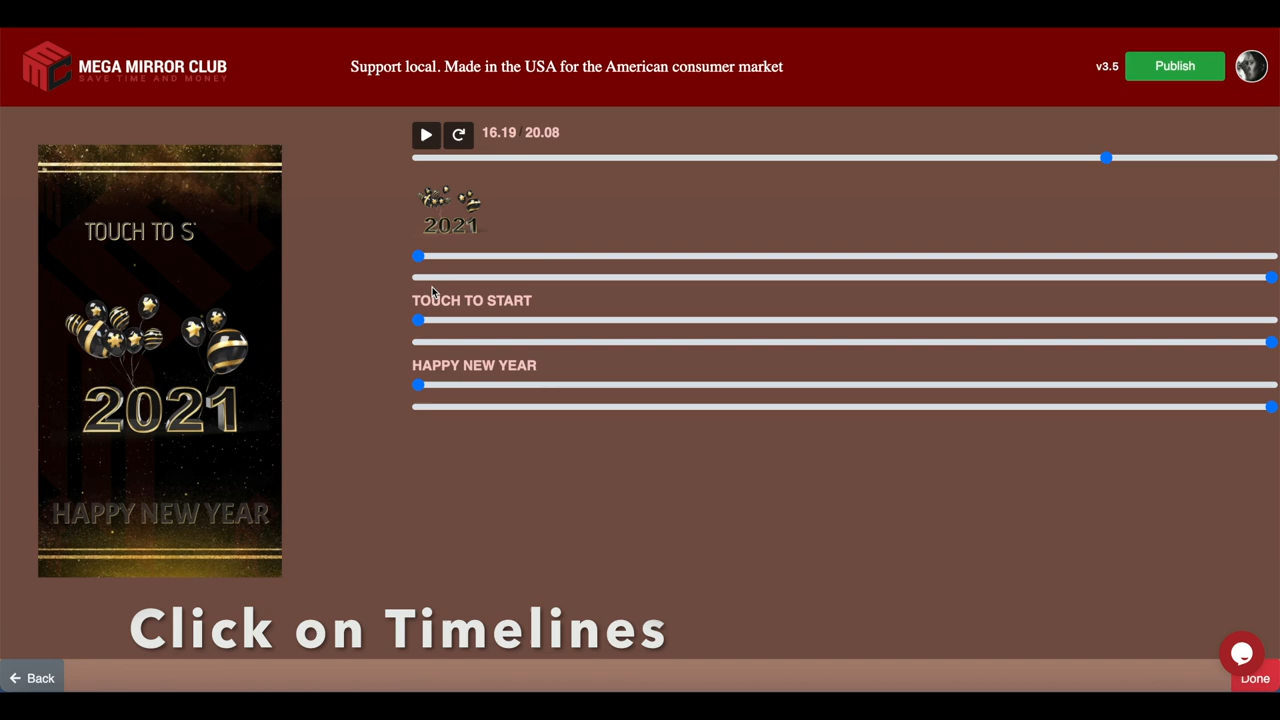 MEGA MIRROR CLUB
SAVE TIME AND MONEY
Support local. Made in the USA for the American consumer market
v3.5
Publish
16.19 / 20.08
2021
TOUCH TO START
HAPPY NEW YEAR
TOUCH TO S
2021
HAPPY NEW YEAR
Click on Timelines
Back
Done